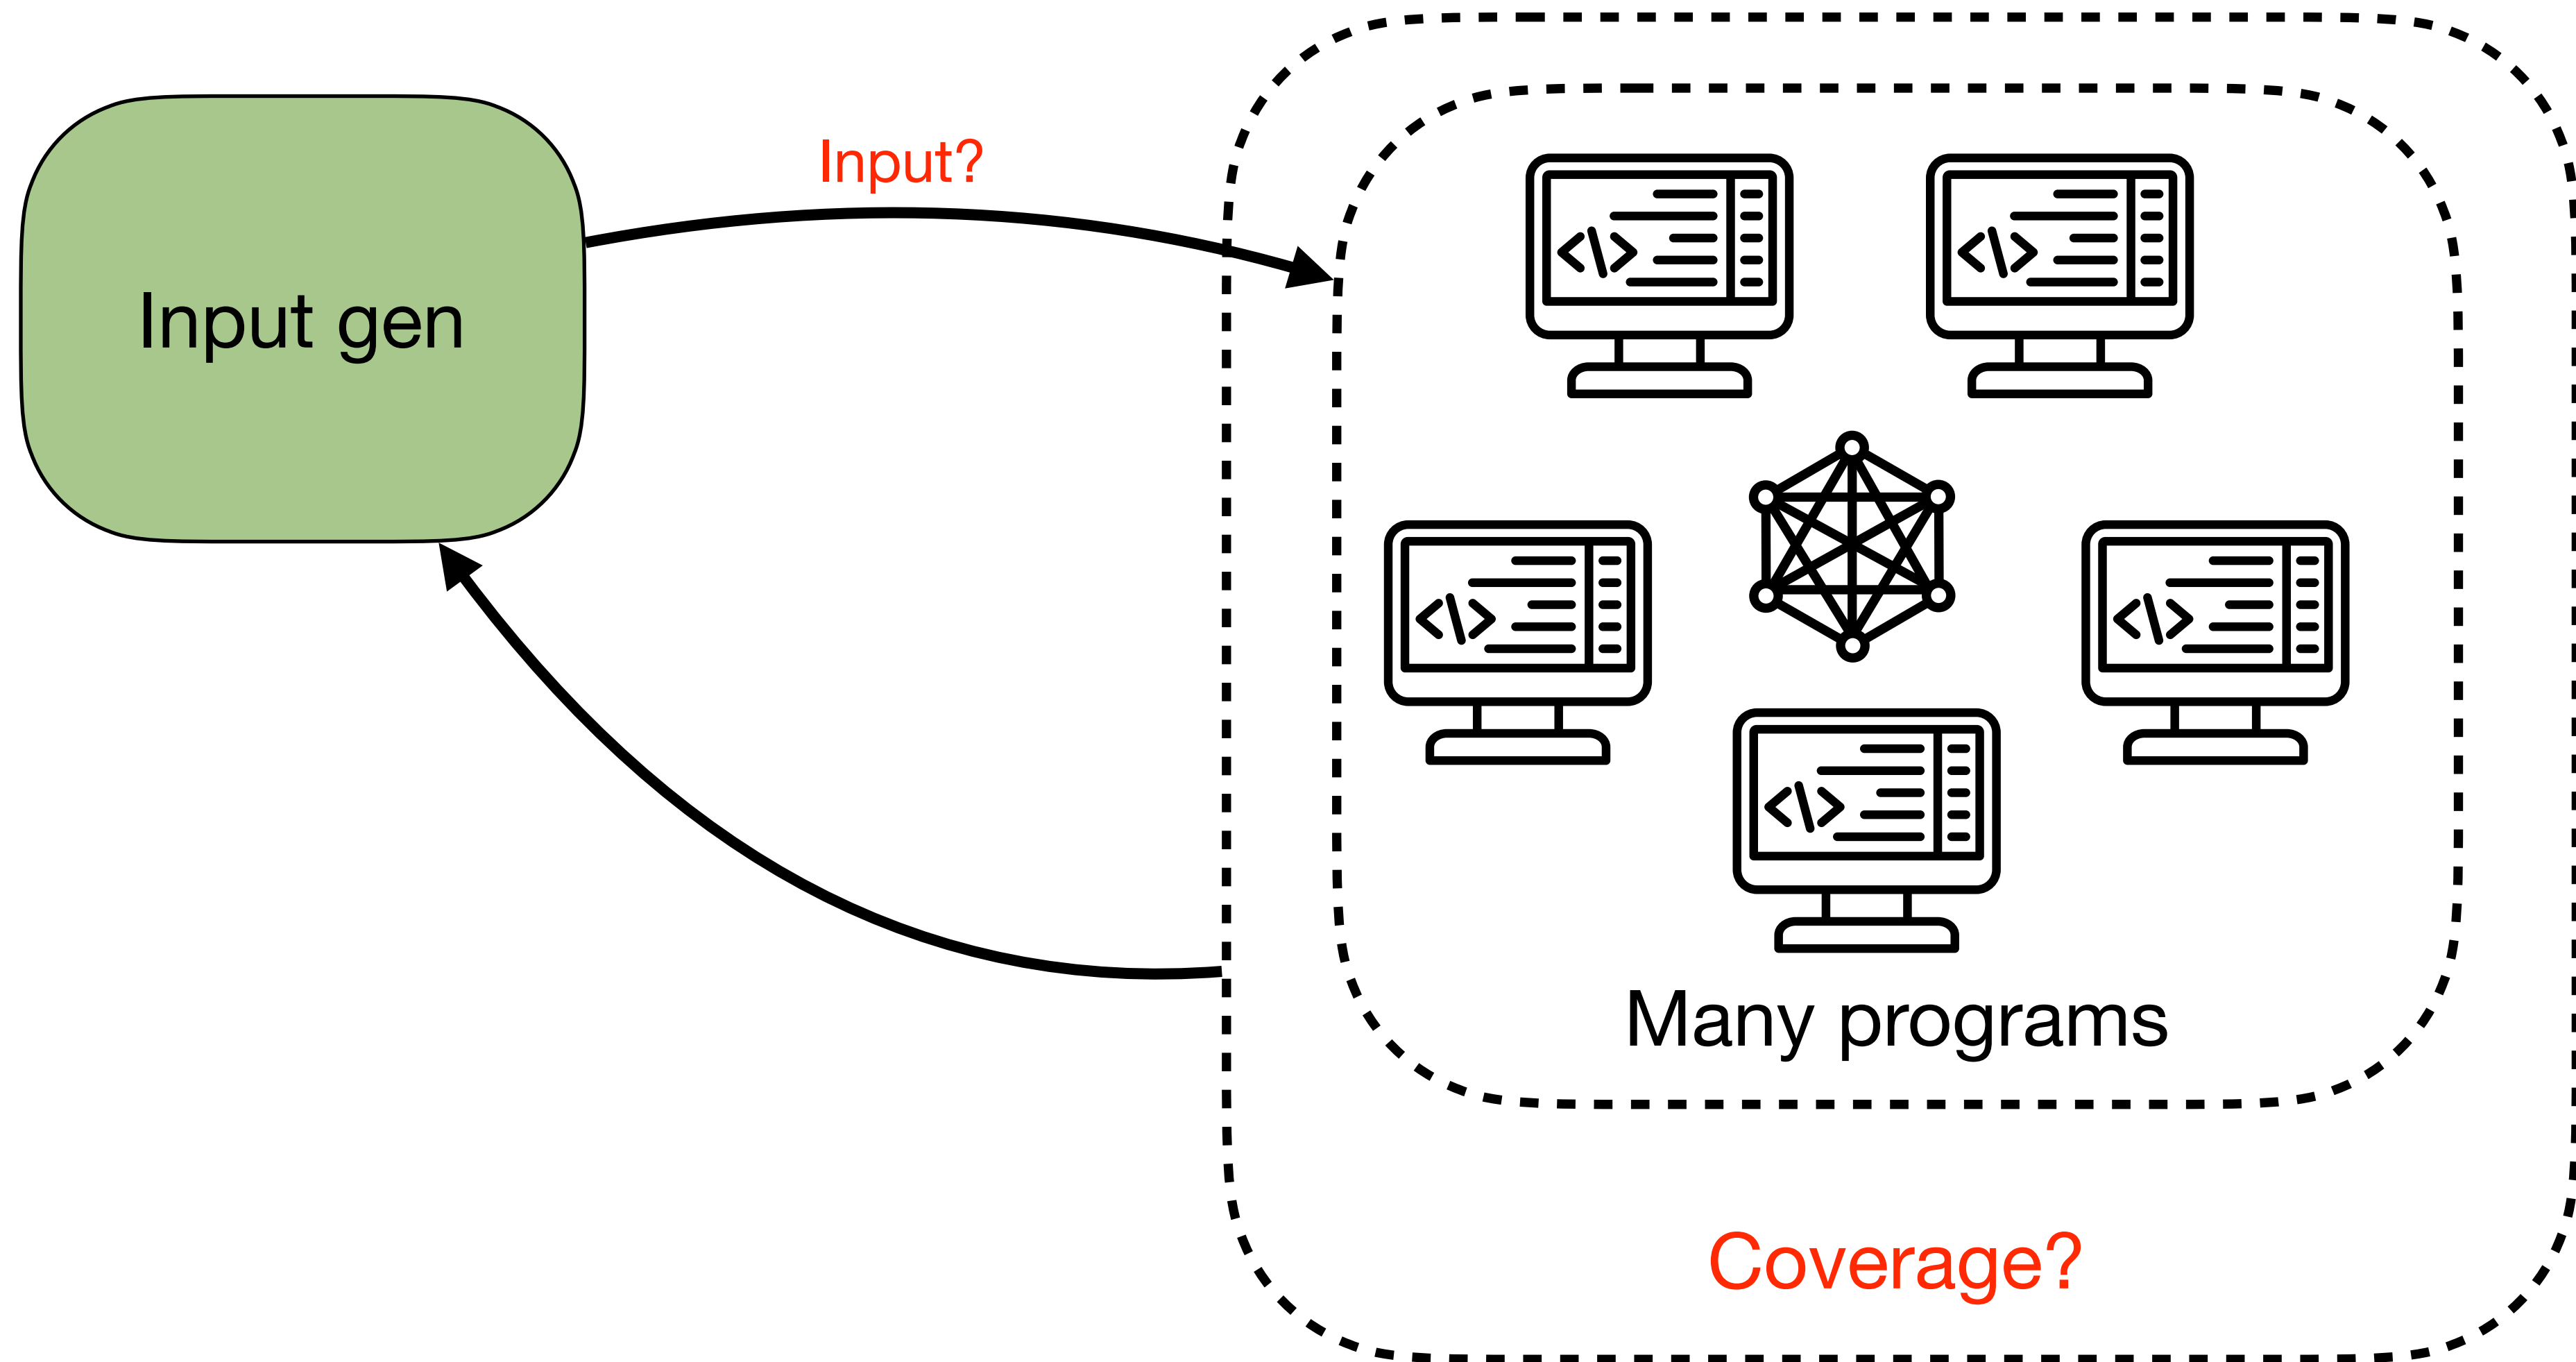 Input?
Input gen
</>
</>
</>
</>
</>
Many programs
Coverage?